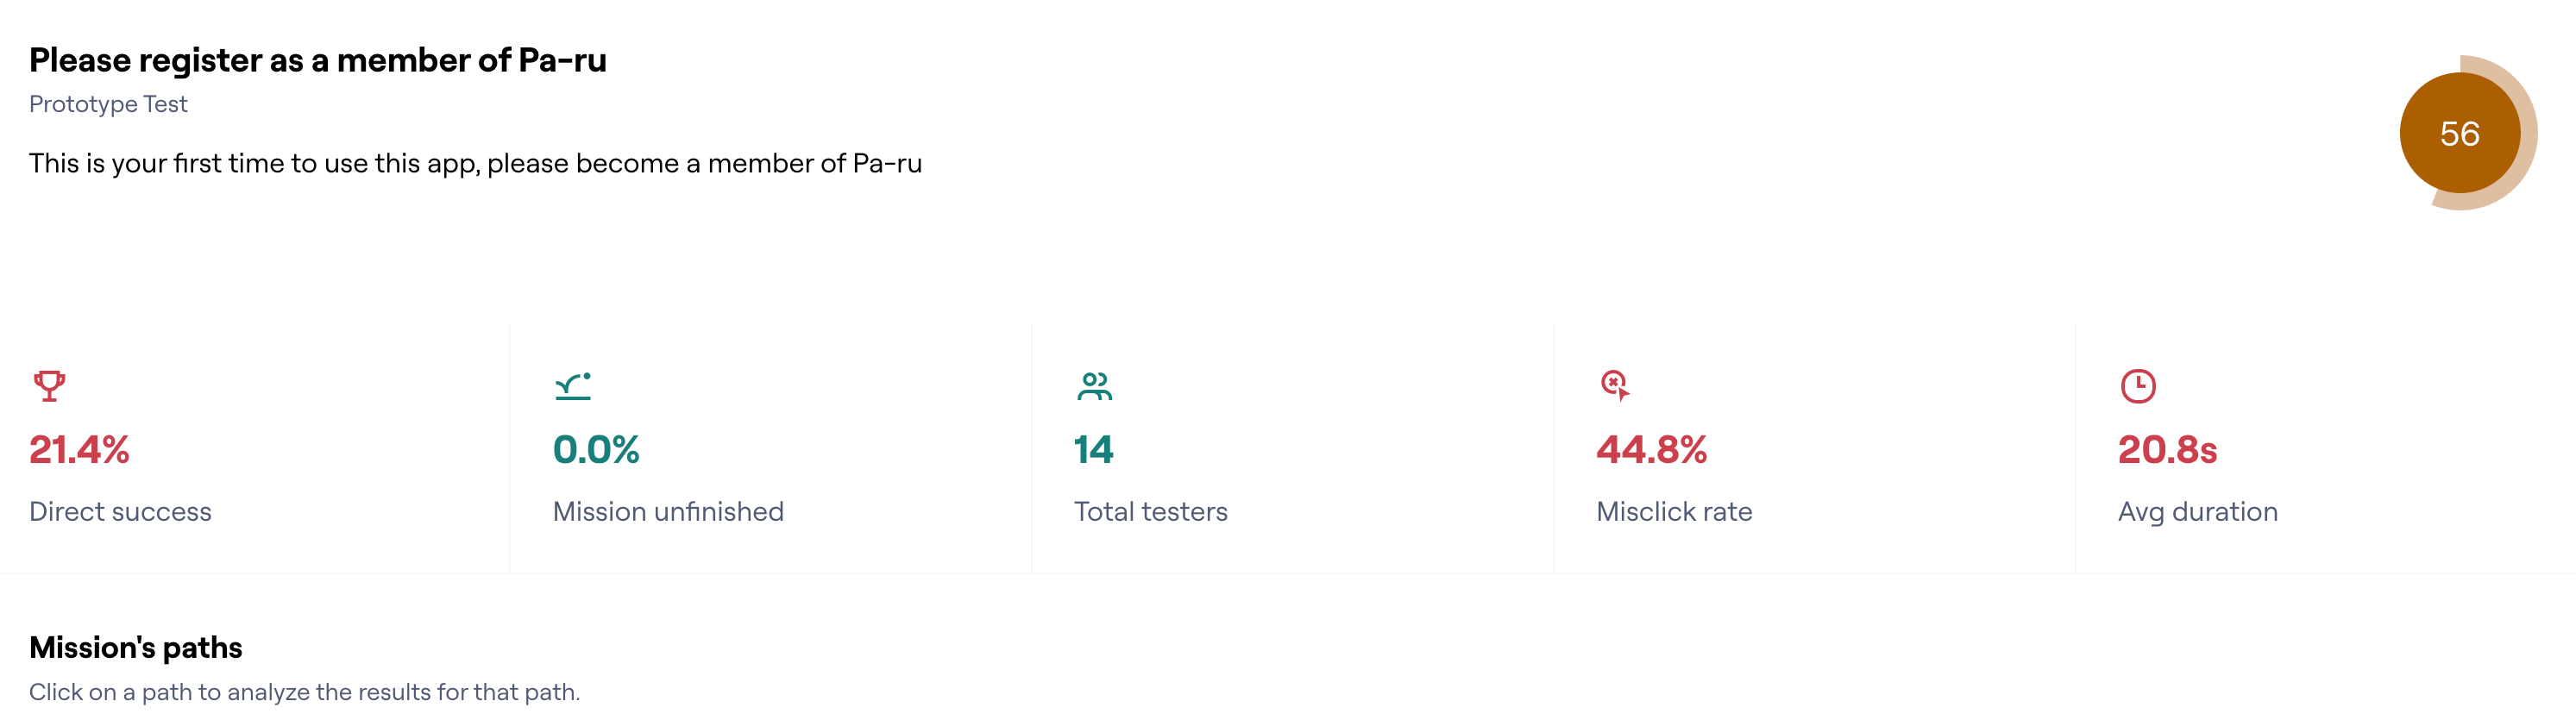 Please register as a member of Pa-ru
Prototype Test
This is your first time to use this app, please become a member of Pa-ru
56
21.4%
Direct success
0.0%
Mission unfinished
14
Total testers
44.8%
Misclick rate
20.8s
Avg duration
Mission's paths
Click on a path to analyze the results for that path.